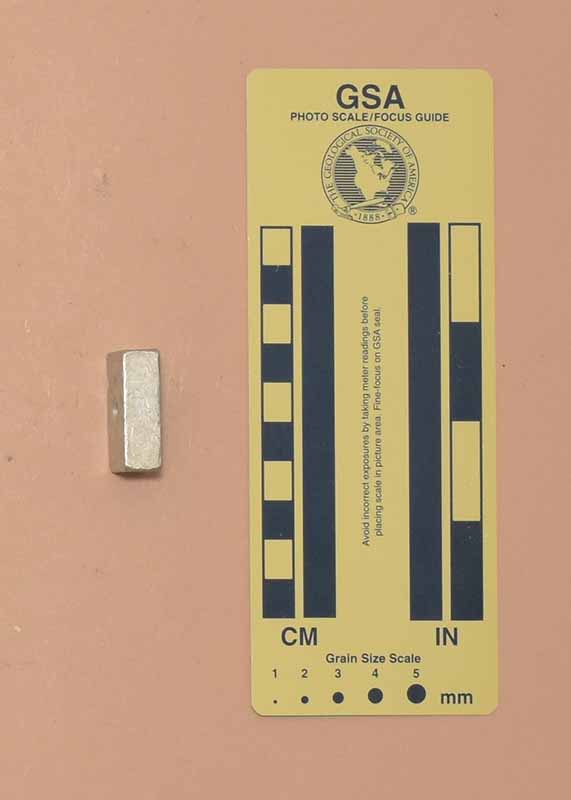 GSA
PHOTO SCALE/FOCUS GUIDE
THE GEOLOGICAL SOCIETY OF AMERICA
·1888·
®
Avoid incorrect exposures by taking meter readings before
placing scale in picture area. Fine-focus on GSA seal.
CM IN
Grain Size Scale
1 2 3 4 5
mm